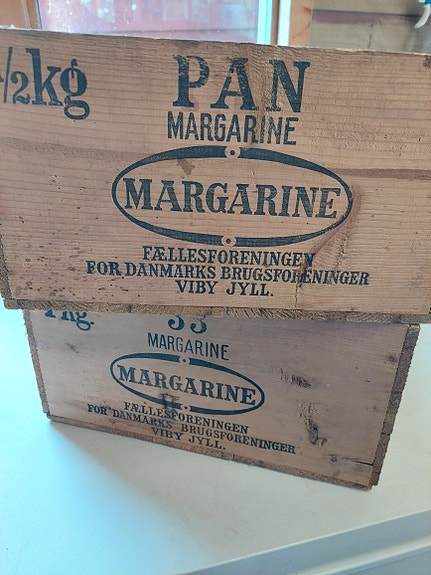 1/2kg
PAN
MARGARINE
MARGARINE
FÆLLESFORENINGEN
FOR DANMARKS BRUGSFORENINGER
VIBY JYLL.
kg.
MARGARINE
MARGARINE
FÆLLESFORENINGEN
FOR DANMARKS BRUGSFORENINGER
VIBY JYLL.